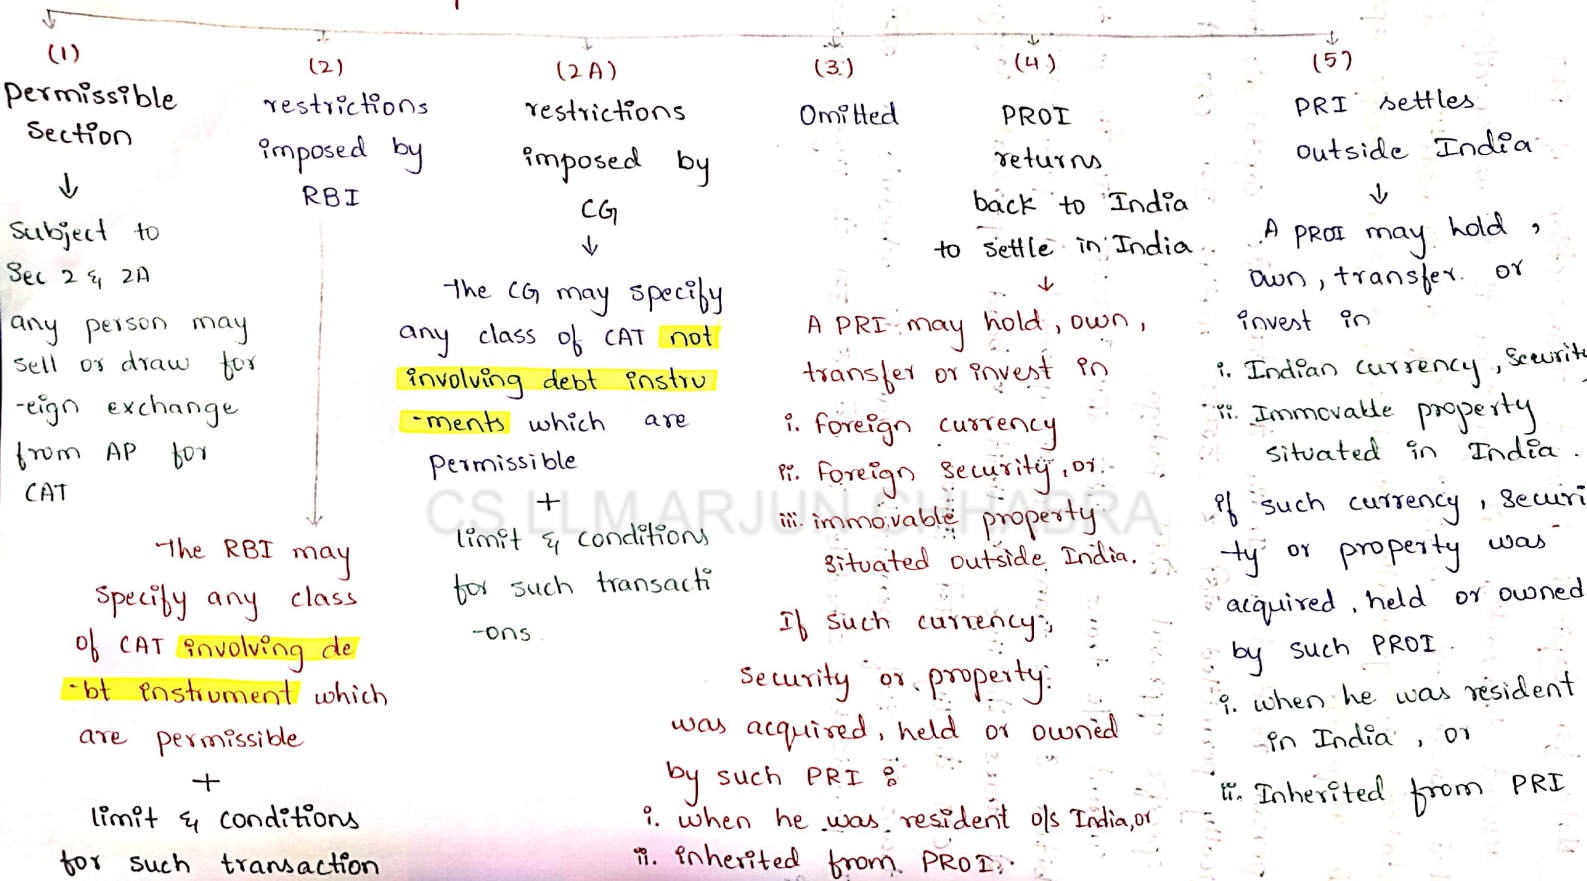 (1)
Permissible
Section
Subject to
Sec 2 & 2A
any person may
sell or draw for
-eign exchange
from AP for
CAT
(2)
restrictions
imposed by
RBI
The RBI may
specify any class
of CAT involving de
-bt instrument which
are permissible
+
limit & conditions
for such transaction
(2A)
restrictions
imposed by
CG
The CG may specify
any class of CAT not
involving debt instru
-ments which are
permissible
+
limit & conditions
for such transacti
-ons
(3)
Omitted
(4)
PROI
returns
back to India
to settle in India
A PRI may hold, own,
transfer or invest in
i. foreign currency
ii. foreign security, or
iii. immovable property
situated outside India.
If such currency,
security or property
was acquired, held or owned
by such PRI :
i. when he was resident o/s India, or
ii. inherited from PROI.
(5)
PRI settles
outside India
A PROI may hold,
own, transfer or
invest in
i. Indian currency, Securit
ii. Immovable property
situated in India.
if such currency, securi
-ty or property was
acquired, held or owned
by such PROI.
i. when he was resident
in India, or
ii. Inherited from PRI
CS LLM ARJUN CHHABRA